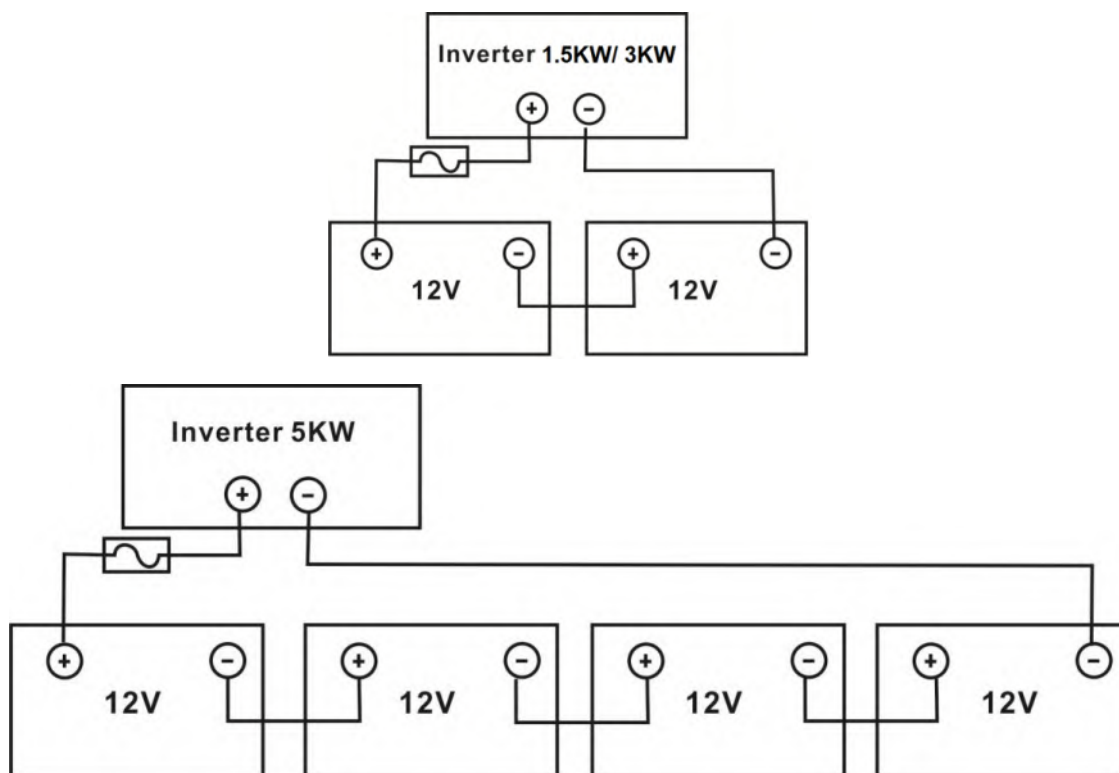 Inverter 1.5KW/ 3KW
+ -
+ - + -
12V 12V
Inverter 5KW
+ -
+ - + - + - + -
12V 12V 12V 12V